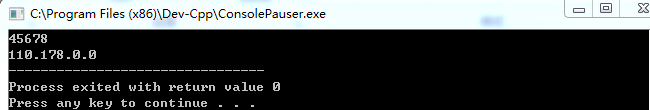 C:\Program Files (x86)\Dev-Cpp\ConsolePauser.exe
45678
110.178.0.0
--------------------------------
Process exited with return value 0
Press any key to continue . . .